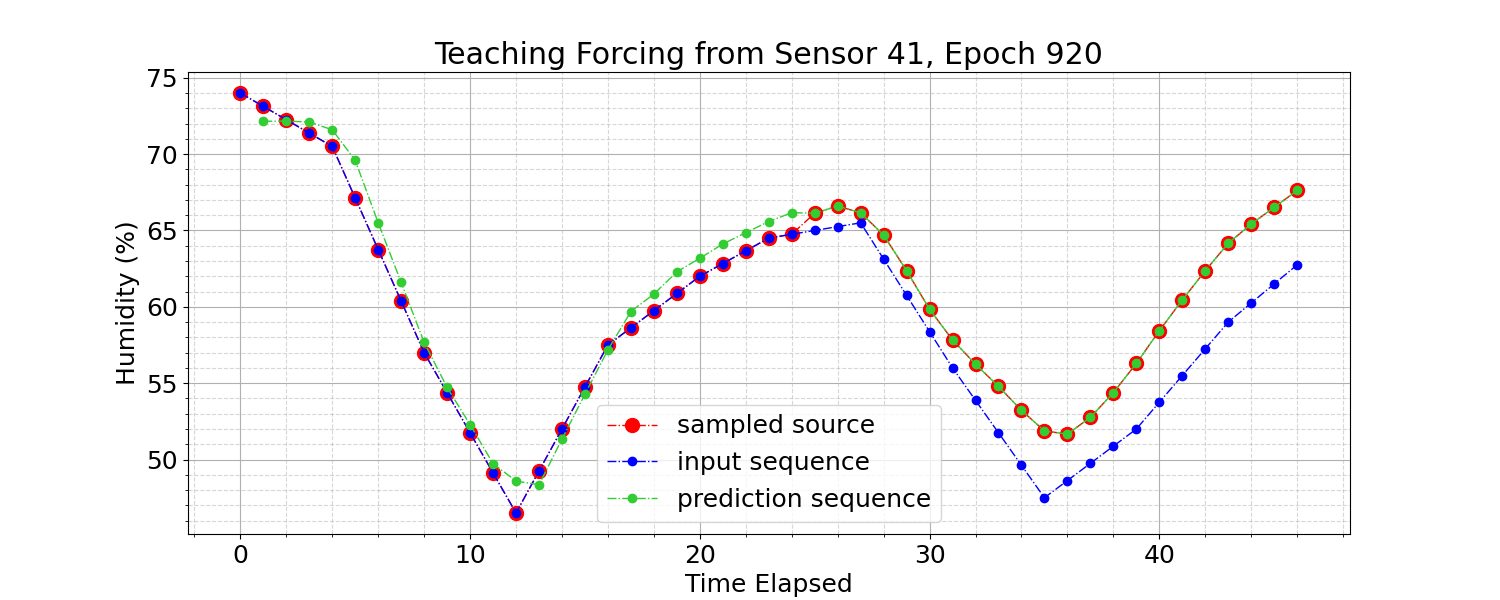 Teaching Forcing from Sensor 41, Epoch 920
75
70
65
60
55
50
Humidity (%)
sampled source
input sequence
prediction sequence
0 10 20 30 40
Time Elapsed